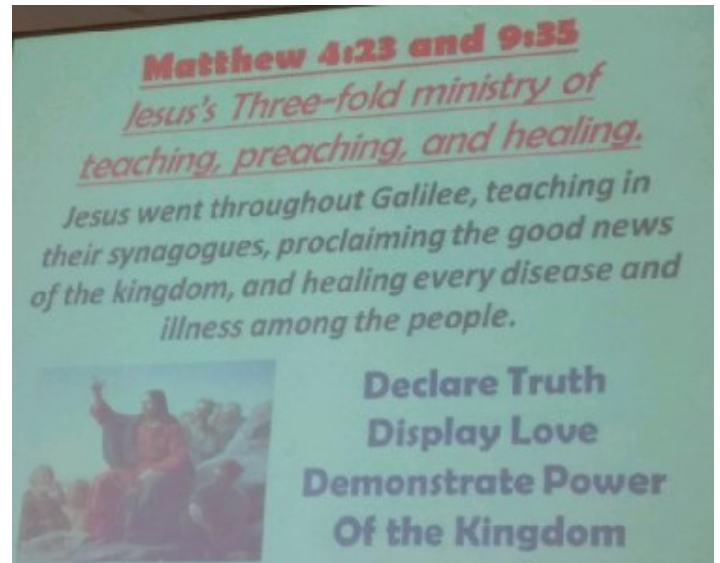 Matthew 4:23 and 9:35
Jesus's Three-fold ministry of
teaching, preaching, and healing.
Jesus went throughout Galilee, teaching in
their synagogues, proclaiming the good news
of the kingdom, and healing every disease and
illness among the people.
Declare Truth
Display Love
Demonstrate Power
Of the Kingdom